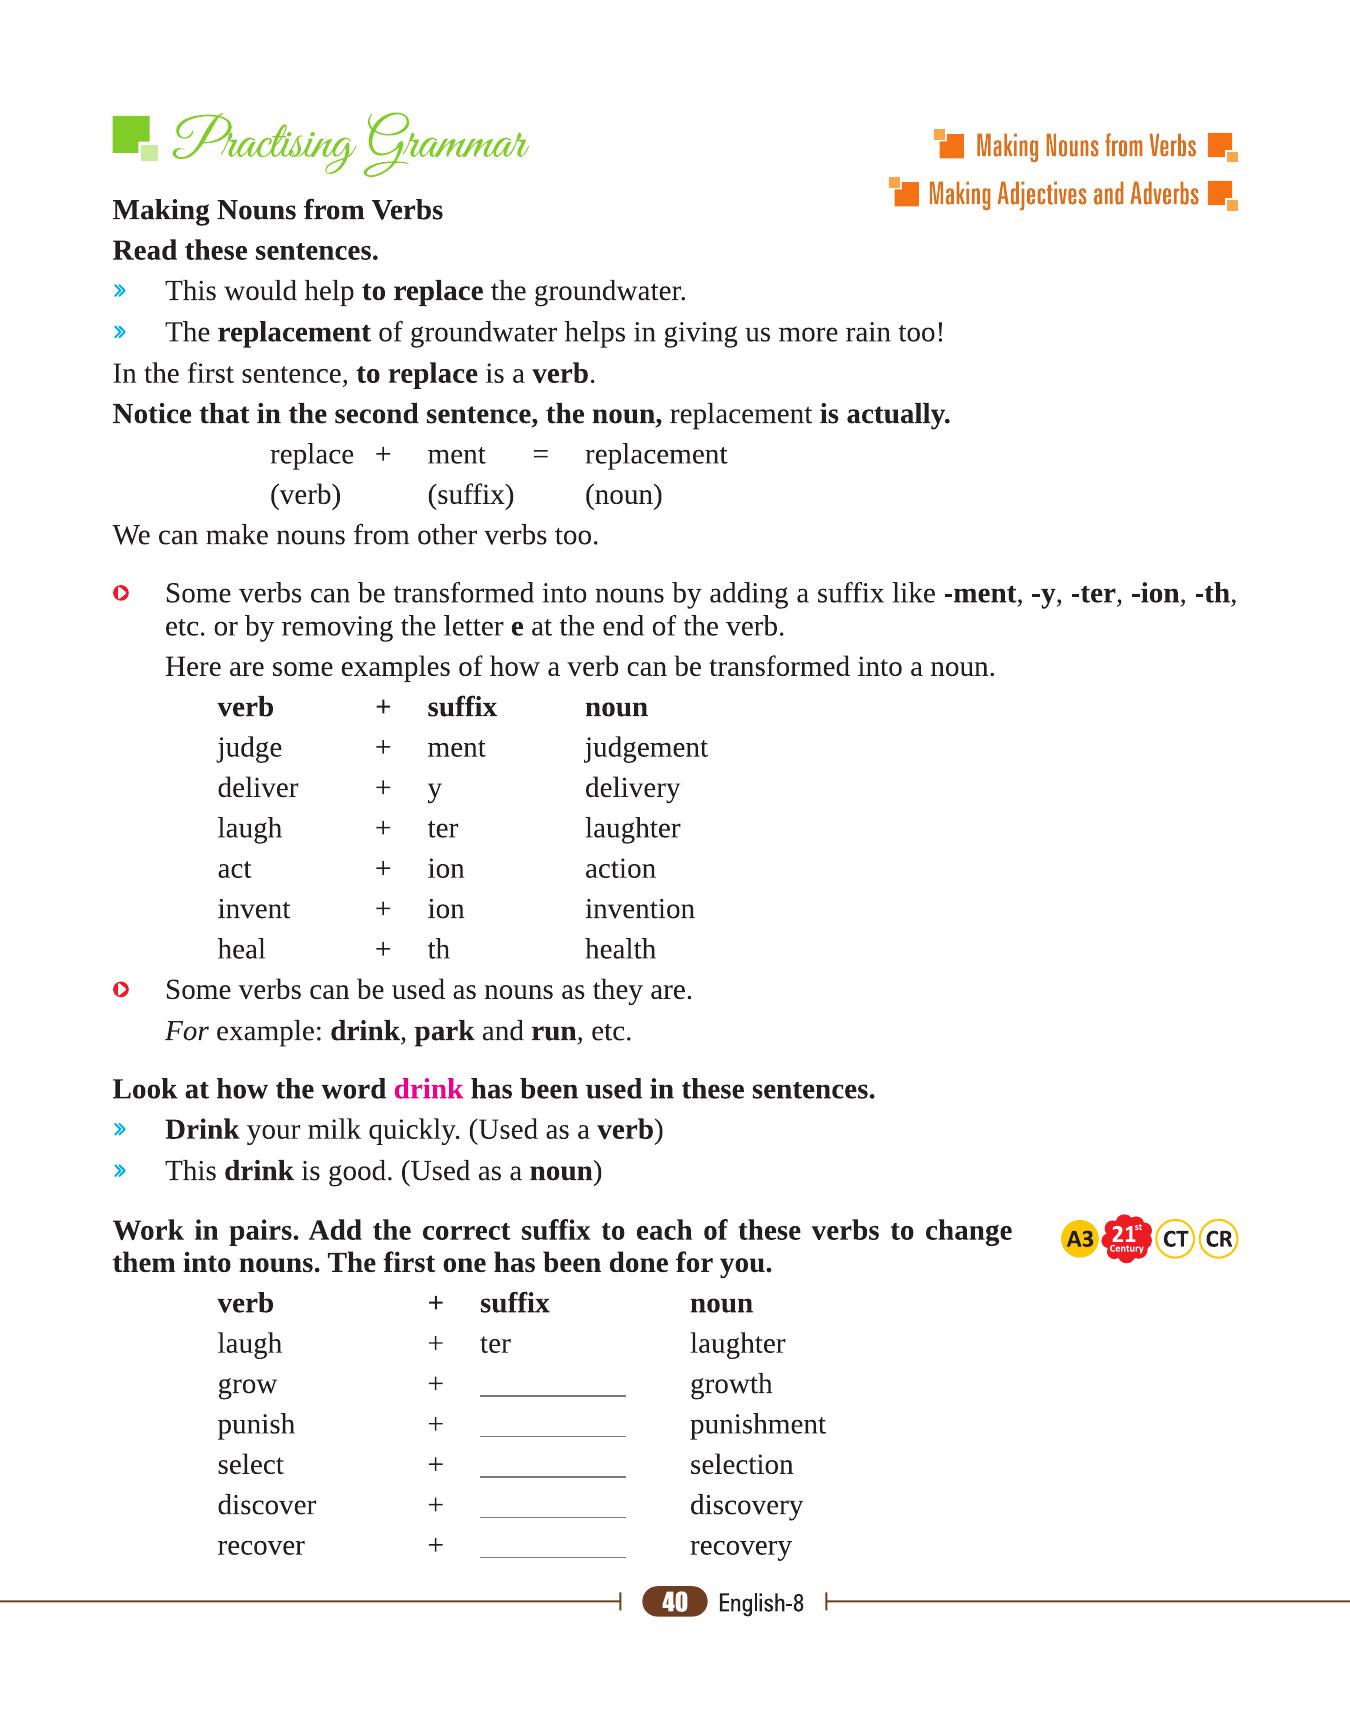 Practising Grammar
Making Nouns from Verbs
Making Adjectives and Adverbs
Making Nouns from Verbs
Read these sentences.
» This would help to replace the groundwater.
» The replacement of groundwater helps in giving us more rain too!
In the first sentence, to replace is a verb.
Notice that in the second sentence, the noun, replacement is actually.
replace + ment = replacement
(verb) (suffix) (noun)
We can make nouns from other verbs too.
Some verbs can be transformed into nouns by adding a suffix like -ment, -y, -ter, -ion, -th,
etc. or by removing the letter e at the end of the verb.
Here are some examples of how a verb can be transformed into a noun.
verb + suffix noun
judge + ment judgement
deliver + y delivery
laugh + ter laughter
act + ion action
invent + ion invention
heal + th health
Some verbs can be used as nouns as they are.
For example: drink, park and run, etc.
Look at how the word drink has been used in these sentences.
» Drink your milk quickly. (Used as a verb)
» This drink is good. (Used as a noun)
Work in pairs. Add the correct suffix to each of these verbs to change
them into nouns. The first one has been done for you.
A3 21st Century CT CR
verb + suffix noun
laugh + ter laughter
grow + __________ growth
punish + __________ punishment
select + __________ selection
discover + __________ discovery
recover + __________ recovery
40 English-8